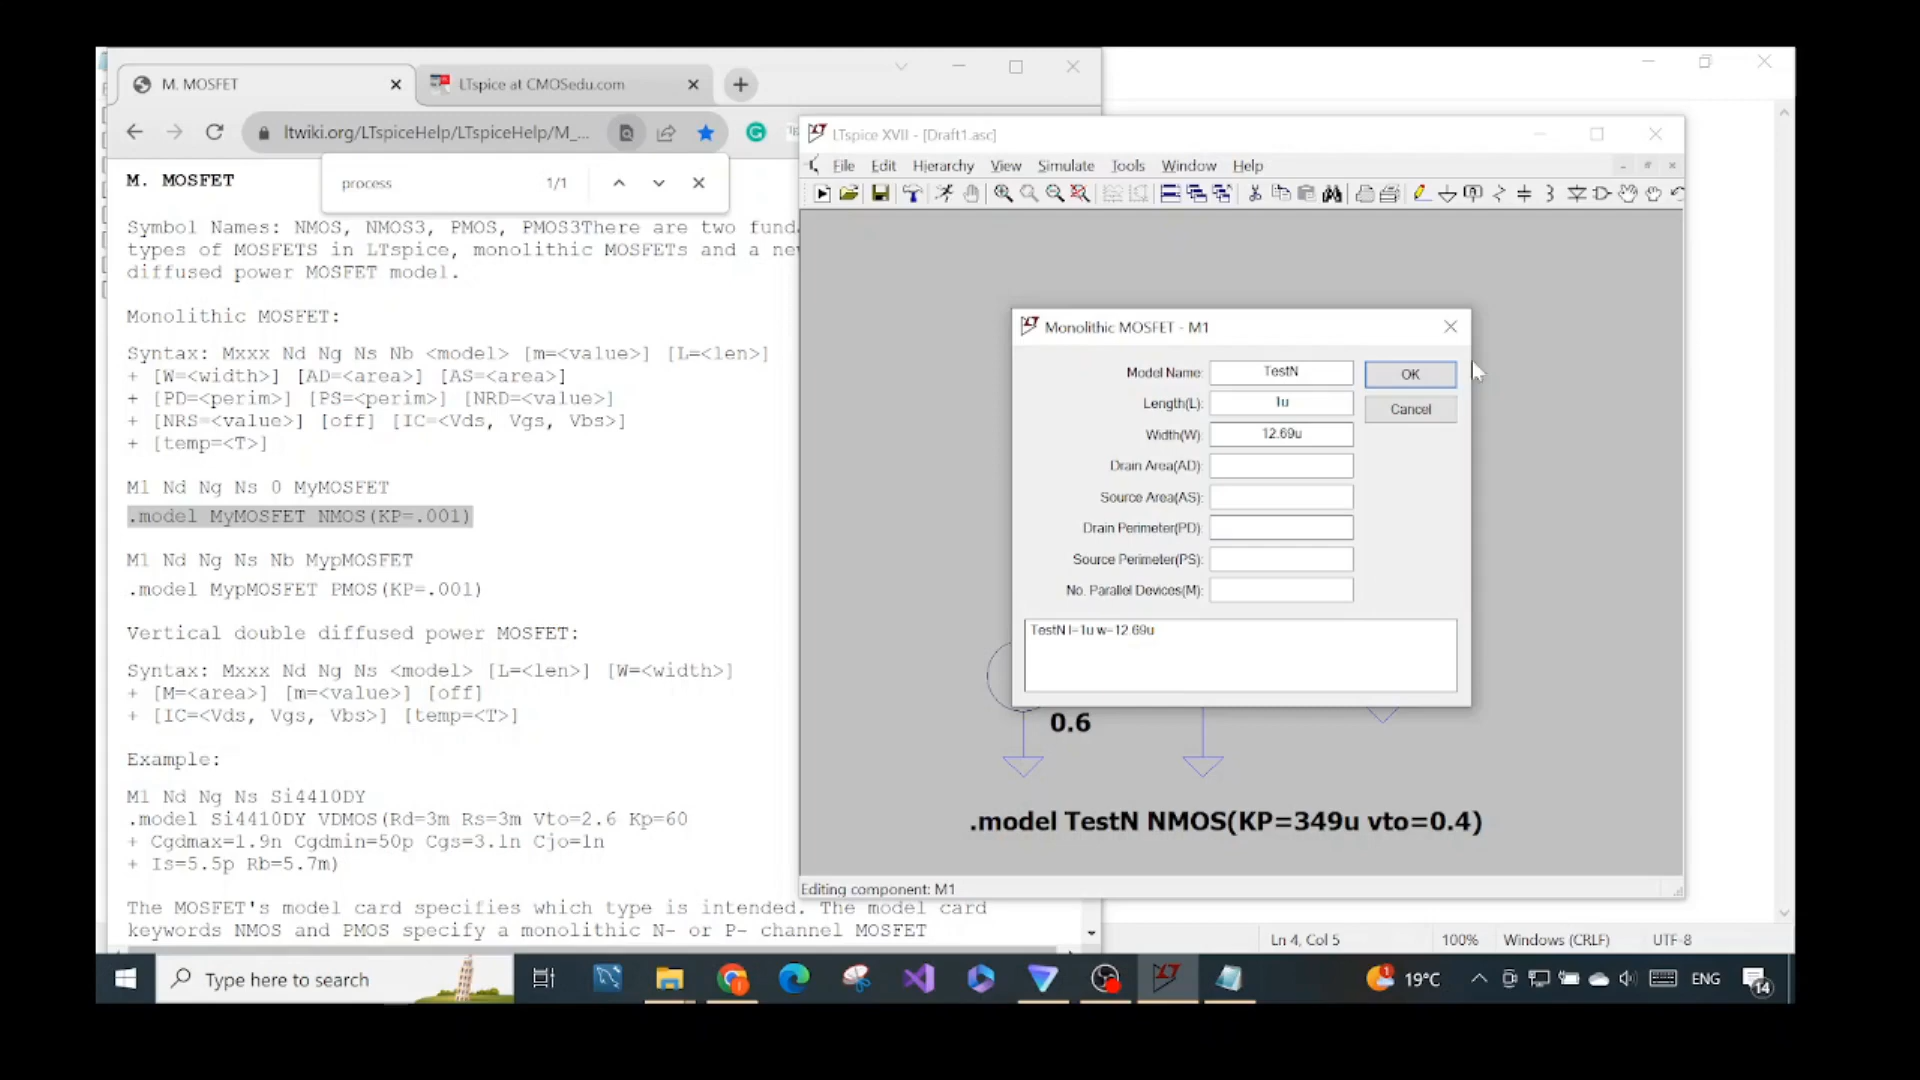 M. MOSFET
LTspice at CMOSedu.com
ltwiki.org/LTspiceHelp/LTspiceHelp/M_...
process
1/1
M. MOSFET
Symbol Names: NMOS, NMOS3, PMOS, PMOS3There are two fund
types of MOSFETS in LTspice, monolithic MOSFETs and a ne
diffused power MOSFET model.
Monolithic MOSFET:
Syntax: Mxxx Nd Ng Ns Nb <model> [m=<value>] [L=<len>]
+ [W=<width>] [AD=<area>] [AS=<area>]
+ [PD=<perim>] [PS=<perim>] [NRD=<value>]
+ [NRS=<value>] [off] [IC=<Vds, Vgs, Vbs>]
+ [temp=<T>]
M1 Nd Ng Ns 0 MyMOSFET
.model MyMOSFET NMOS(KP=.001)
M1 Nd Ng Ns Nb MypMOSFET
.model MypMOSFET PMOS(KP=.001)
Vertical double diffused power MOSFET:
Syntax: Mxxx Nd Ng Ns <model> [L=<len>] [W=<width>]
+ [M=<area>] [m=<value>] [off]
+ [IC=<Vds, Vgs, Vbs>] [temp=<T>]
Example:
M1 Nd Ng Ns Si4410DY
.model Si4410DY VDMOS(Rd=3m Rs=3m Vto=2.6 Kp=60
+ Cgdmax=1.9n Cgdmin=50p Cgs=3.1n Cjo=1n
+ Is=5.5p Rb=5.7m)
The MOSFET's model card specifies which type is intended. The model card
keywords NMOS and PMOS specify a monolithic N- or P- channel MOSFET
LTspice XVII - [Draft1.asc]
File Edit Hierarchy View Simulate Tools Window Help
Monolithic MOSFET - M1
Model Name: TestN
OK
Length(L): 1u
Cancel
Width(W): 12.69u
Drain Area(AD):
Source Area(AS):
Drain Perimeter(PD):
Source Perimeter(PS):
No. Parallel Devices(M):
TestN l=1u w=12.69u
0.6
.model TestN NMOS(KP=349u vto=0.4)
Editing component: M1
Ln 4, Col 5
100%
Windows (CRLF)
UTF-8
Type here to search
1
19°C
ENG
14